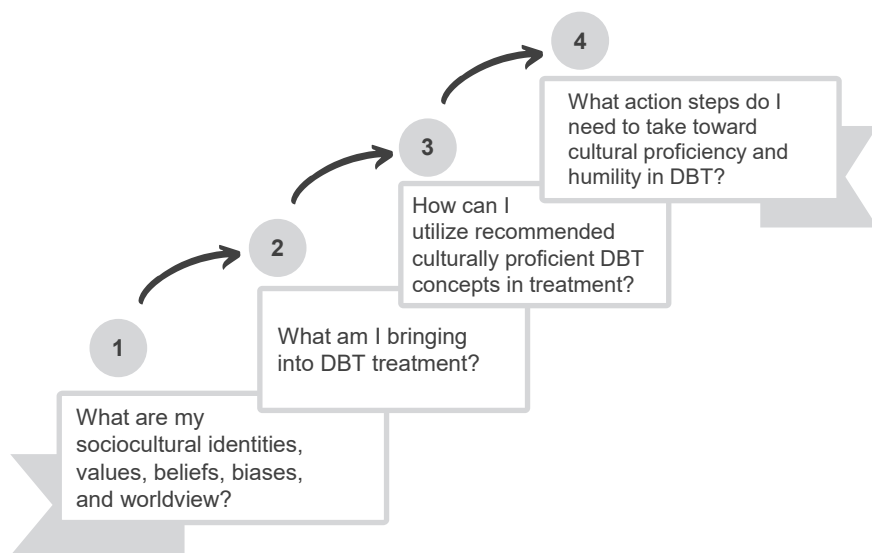 1
What are my
sociocultural identities,
values, beliefs, biases,
and worldview?
2
What am I bringing
into DBT treatment?
3
How can I
utilize recommended
culturally proficient DBT
concepts in treatment?
4
What action steps do I
need to take toward
cultural proficiency and
humility in DBT?